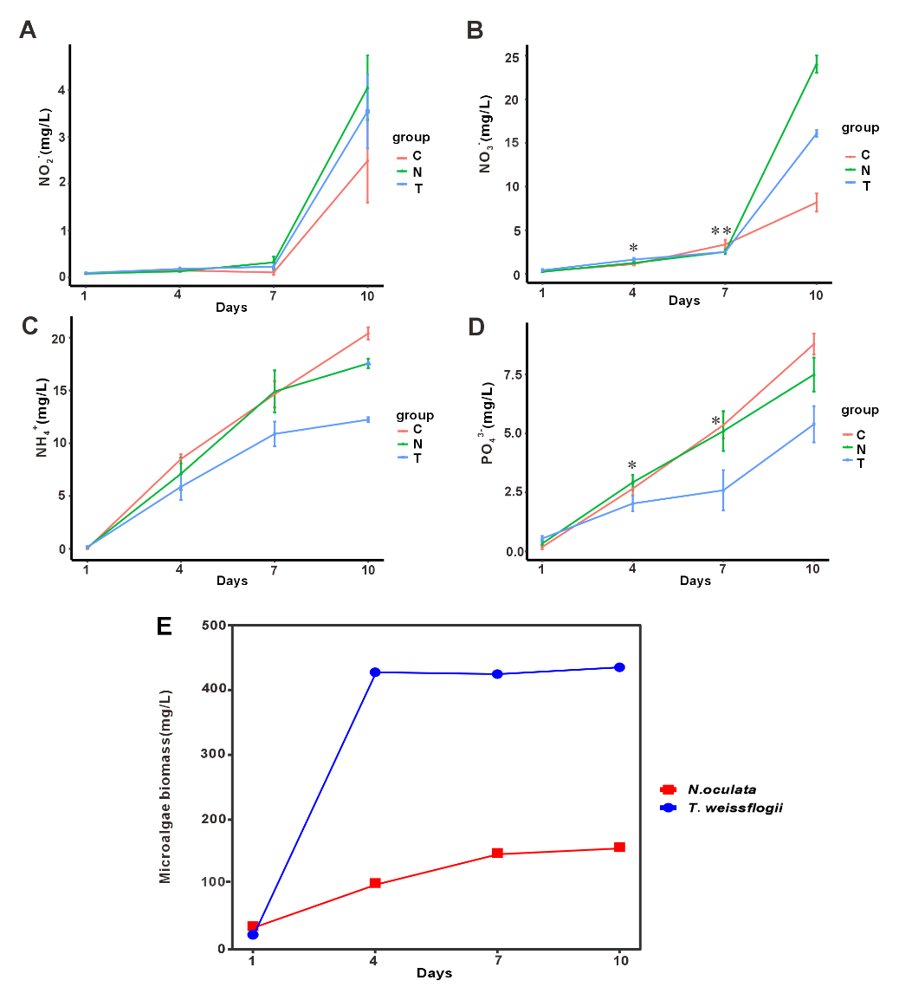 A
NO2-(mg/L)
4
3
2
1
0
1 4 7 10
Days
group
C
N
T
B
NO3-(mg/L)
25
20
15
10
5
0
*
**
1 4 7 10
Days
group
C
N
T
C
NH4+(mg/L)
20
15
10
5
0
1 4 7 10
Days
group
C
N
T
D
PO4 3-(mg/L)
7.5
5.0
2.5
0.0
*
*
1 4 7 10
Days
group
C
N
T
E
Microalgae biomass(mg/L)
500
400
300
200
100
0
1 4 7 10
Days
N.oculata
T. weissflogii